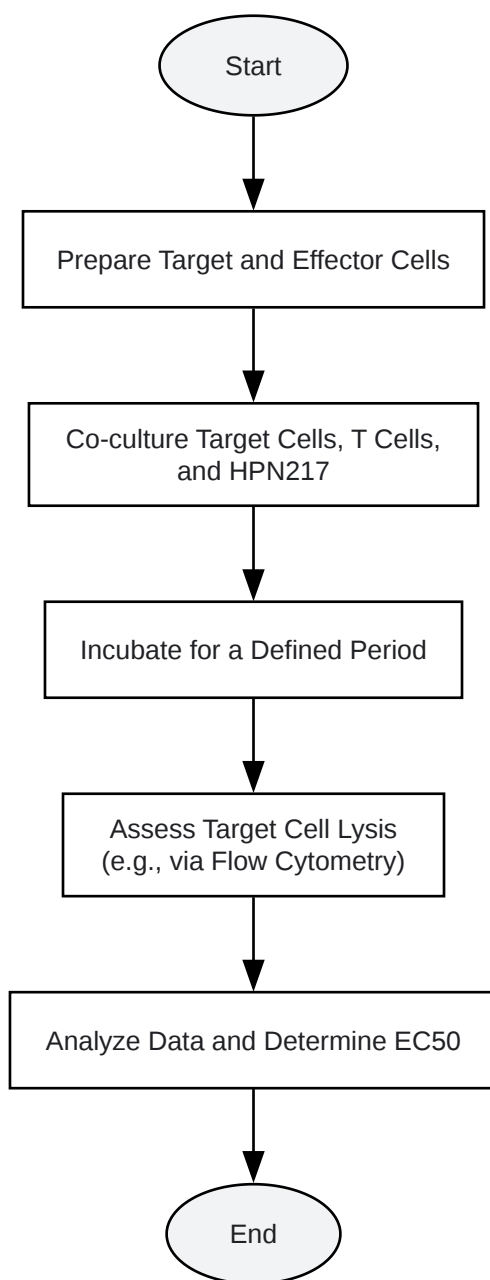 Start
Prepare Target and Effector Cells
Co-culture Target Cells, T Cells,
and HPN217
Incubate for a Defined Period
Assess Target Cell Lysis
(e.g., via Flow Cytometry)
Analyze Data and Determine EC50
End